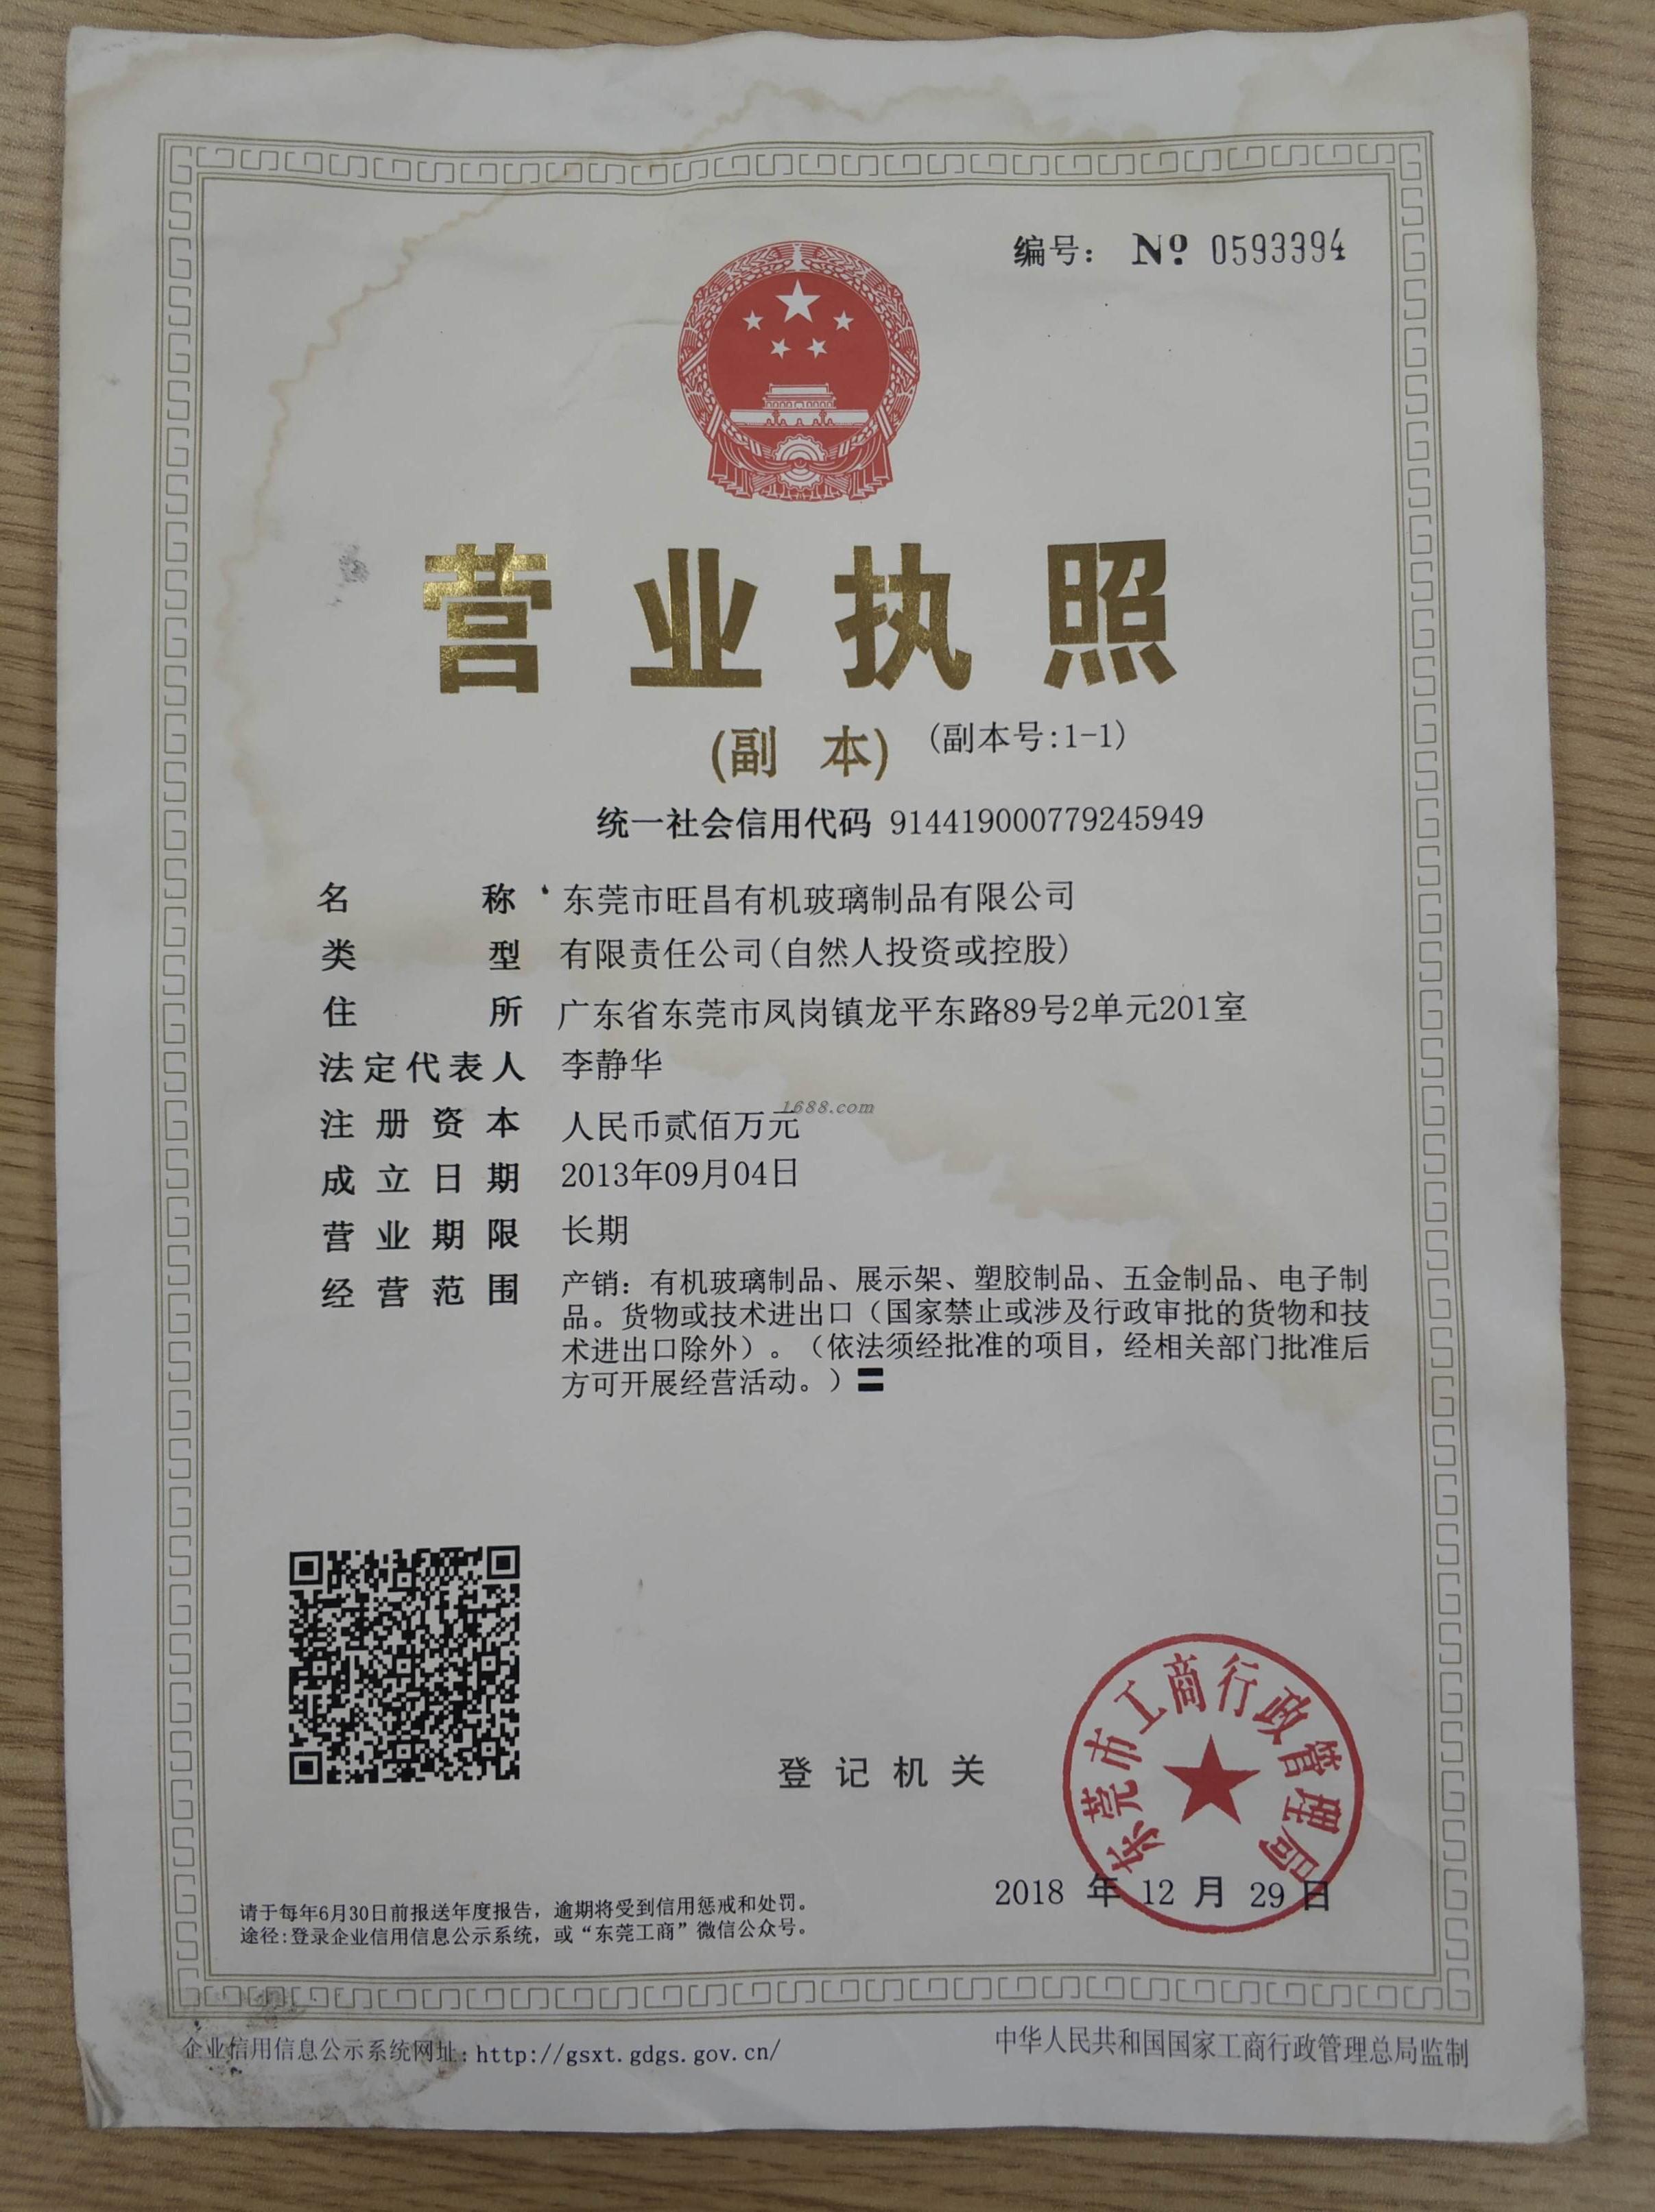 编号： № 0593394
营业执照
(副 本) (副本号:1-1)
统一社会信用代码 914419000779245949
名称 东莞市旺昌有机玻璃制品有限公司
类型 有限责任公司(自然人投资或控股)
住所 广东省东莞市凤岗镇龙平东路89号2单元201室
法定代表人 李静华
1688.com
注册资本 人民币贰佰万元
成立日期 2013年09月04日
营业期限 长期
经营范围 产销：有机玻璃制品、展示架、塑胶制品、五金制品、电子制
品。货物或技术进出口（国家禁止或涉及行政审批的货物和技
术进出口除外）。（依法须经批准的项目，经相关部门批准后
方可开展经营活动。）〓
东莞市工商行政管理局
登记机关
2018 年 12 月 29 日
请于每年6月30日前报送年度报告，逾期将受到信用惩戒和处罚。
途径:登录企业信用信息公示系统，或“东莞工商”微信公众号。
企业信用信息公示系统网址:http://gsxt.gdgs.gov.cn/
中华人民共和国国家工商行政管理总局监制